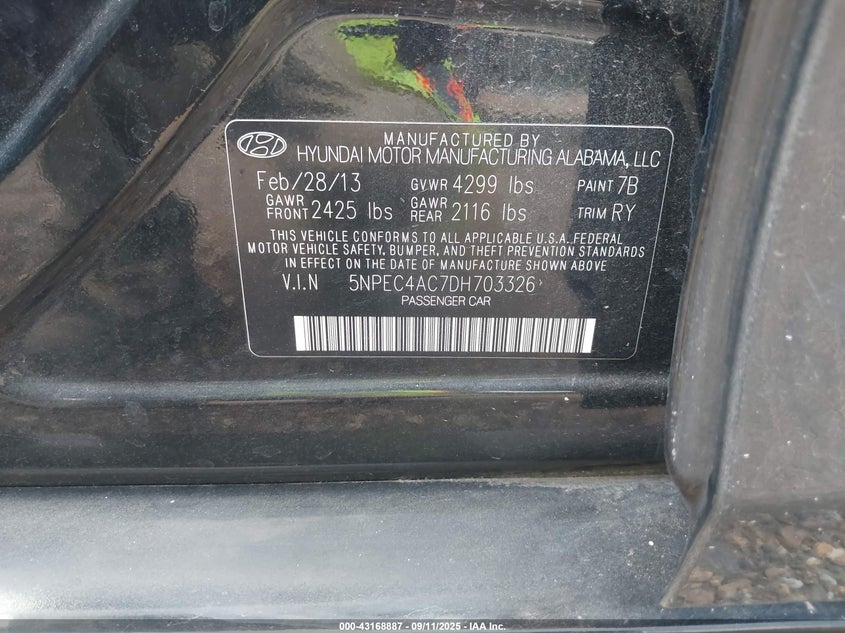 MANUFACTURED BY
HYUNDAI MOTOR MANUFACTURING ALABAMA, LLC
Feb/28/13 GVWR 4299 lbs PAINT 7B
GAWR FRONT 2425 lbs GAWR REAR 2116 lbs TRIM RY
THIS VEHICLE CONFORMS TO ALL APPLICABLE U.S.A. FEDERAL
MOTOR VEHICLE SAFETY, BUMPER, AND THEFT PREVENTION STANDARDS
IN EFFECT ON THE DATE OF MANUFACTURE SHOWN ABOVE
V.I.N 5NPEC4AC7DH703326
PASSENGER CAR
000-43168887 - 09/11/2025 - IAA Inc.